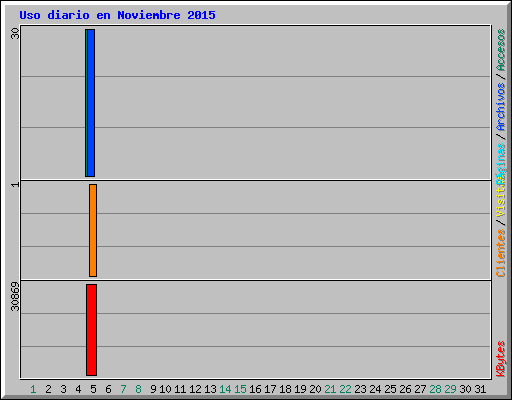 Uso diario en Noviembre 2015
30
1
30869
Accesos / Archivos / Páginas
Clientes / Visitas
KBytes
1 2 3 4 5 6 7 8 9 10 11 12 13 14 15 16 17 18 19 20 21 22 23 24 25 26 27 28 29 30 31